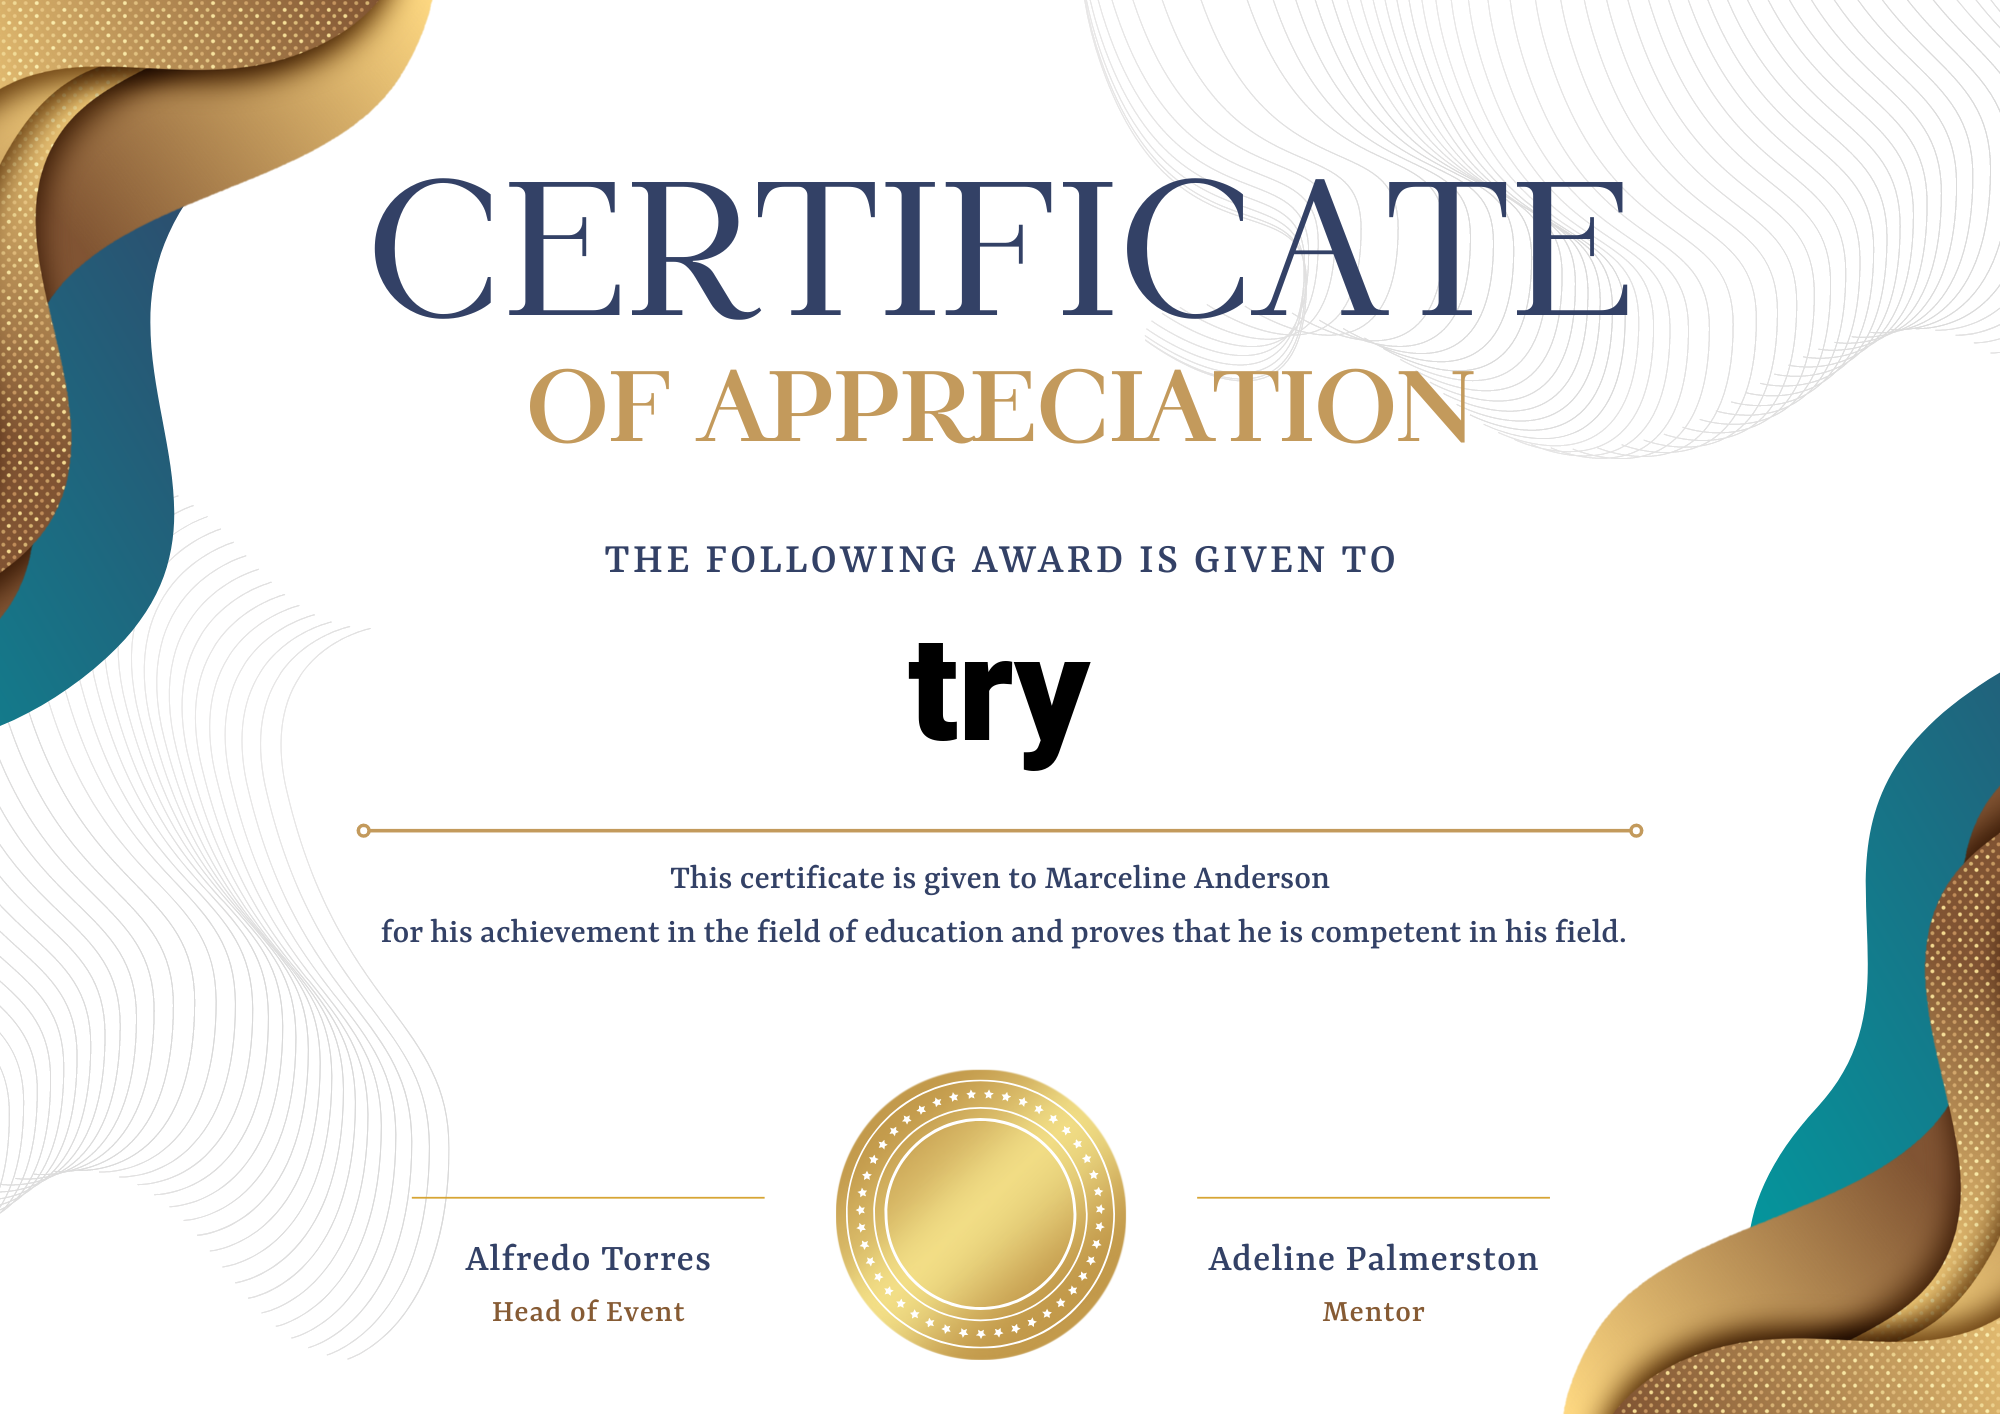 CERTIFICATE
OF APPRECIATION
THE FOLLOWING AWARD IS GIVEN TO
try
This certificate is given to Marceline Anderson
for his achievement in the field of education and proves that he is competent in his field.
Alfredo Torres
Head of Event
Adeline Palmerston
Mentor